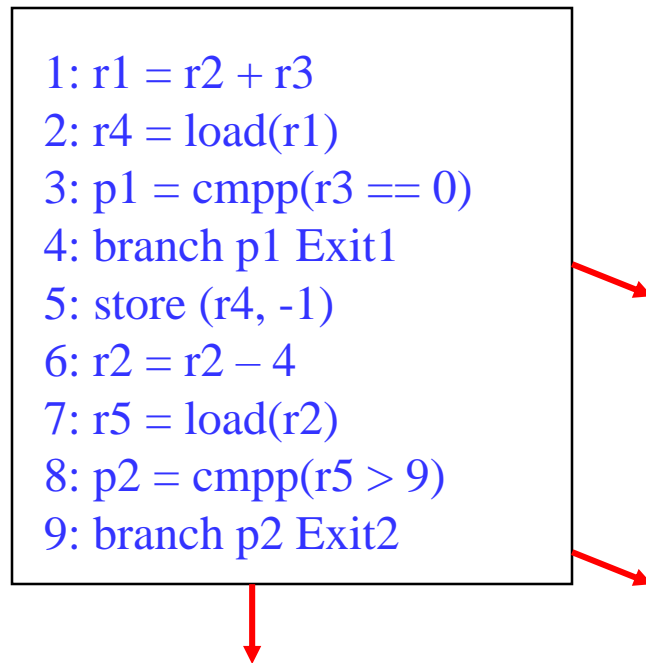 1: r1 = r2 + r3
2: r4 = load(r1)
3: p1 = cmpp(r3 == 0)
4: branch p1 Exit1
5: store (r4, -1)
6: r2 = r2 – 4
7: r5 = load(r2)
8: p2 = cmpp(r5 > 9)
9: branch p2 Exit2